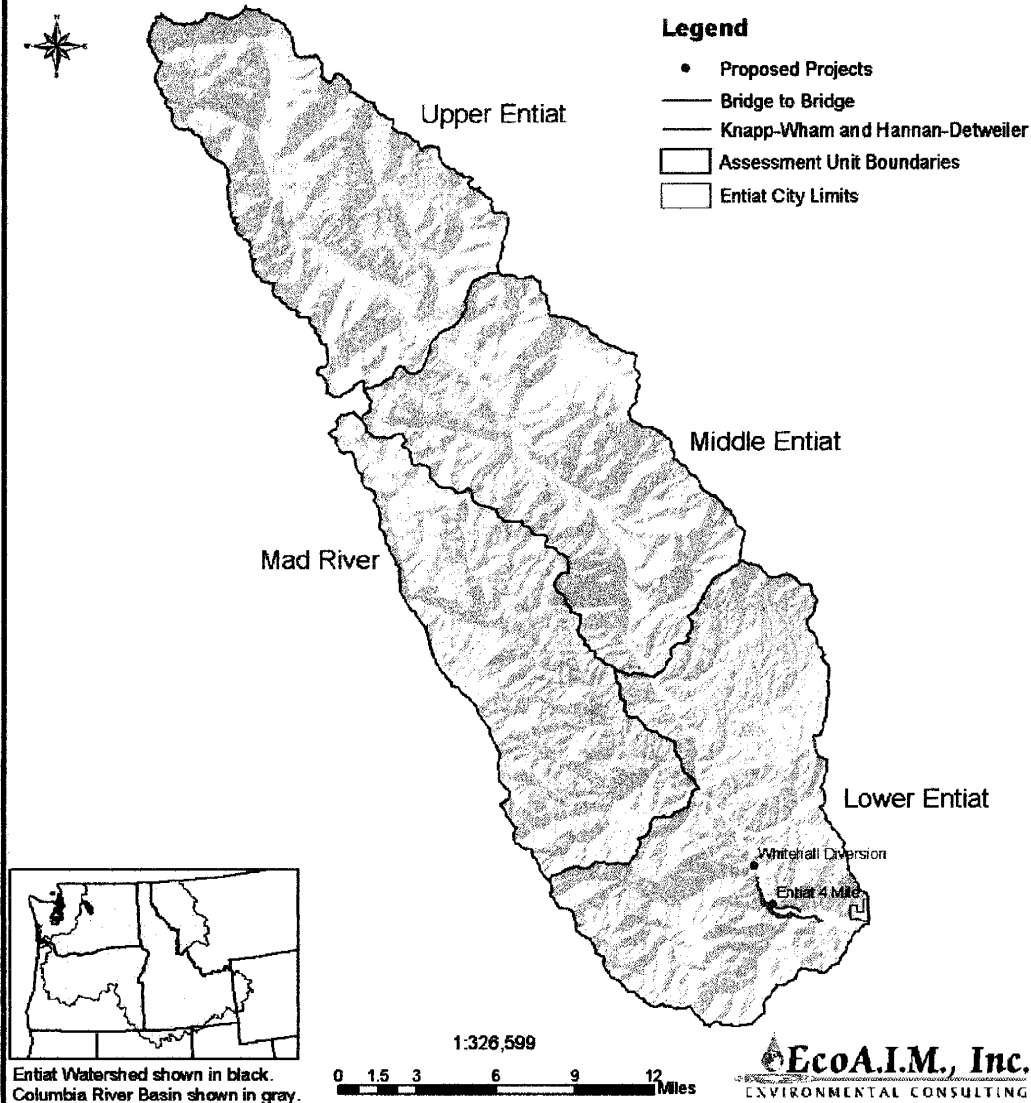 N
Legend
Proposed Projects
Bridge to Bridge
Knapp-Wham and Hannan-Detweiler
Assessment Unit Boundaries
Entiat City Limits
Upper Entiat
Middle Entiat
Mad River
Lower Entiat
Whitehall Diversion
Entiat 4 Mile
1:326,599
0 1.5 3 6 9 12 Miles
Entiat Watershed shown in black.
Columbia River Basin shown in gray.
EcoA.I.M., Inc.
ENVIRONMENTAL CONSULTING